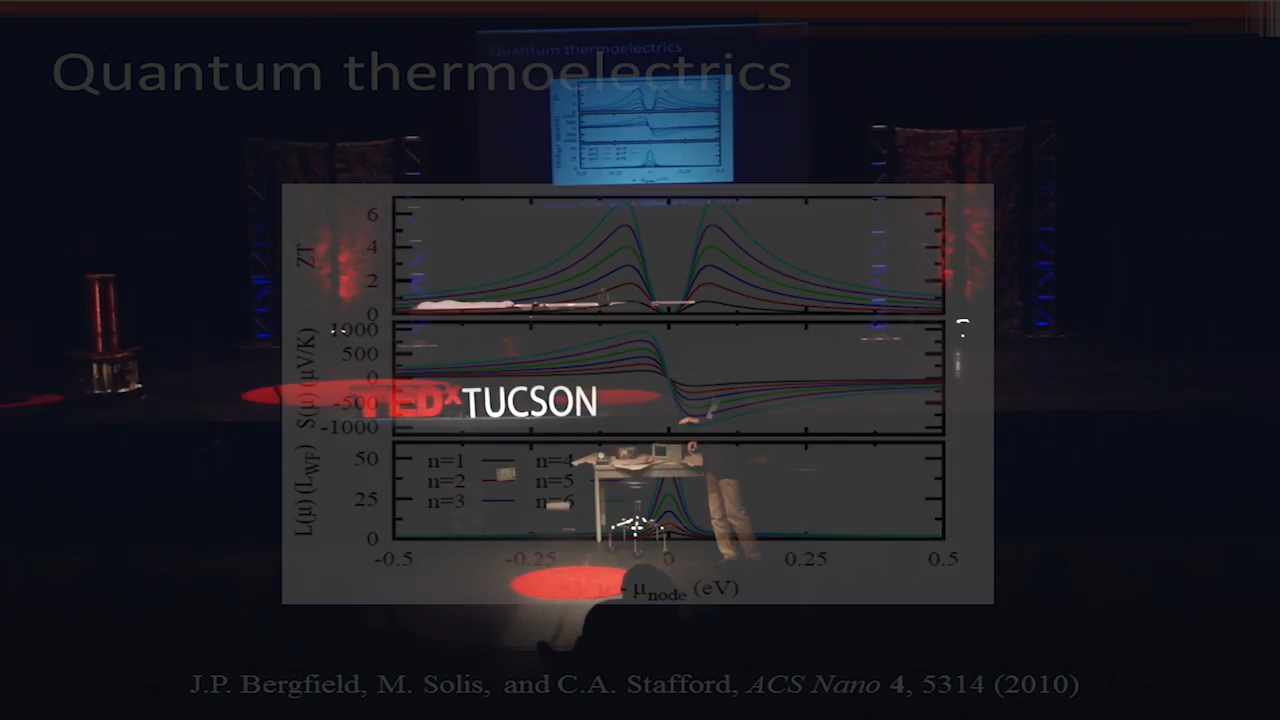 Quantum thermoelectrics
Quantum thermoelectrics
6
4
2
0
ZT
1000
500
0
-500
-1000
S(μ) (μV/K)
TEDxTUCSON
50
25
0
L(μ) (LWF)
n=1 n=4
n=2 n=5
n=3 n=6
-0.5 -0.25 0 0.25 0.5
μ - μnode (eV)
J.P. Bergfield, M. Solis, and C.A. Stafford, ACS Nano 4, 5314 (2010)